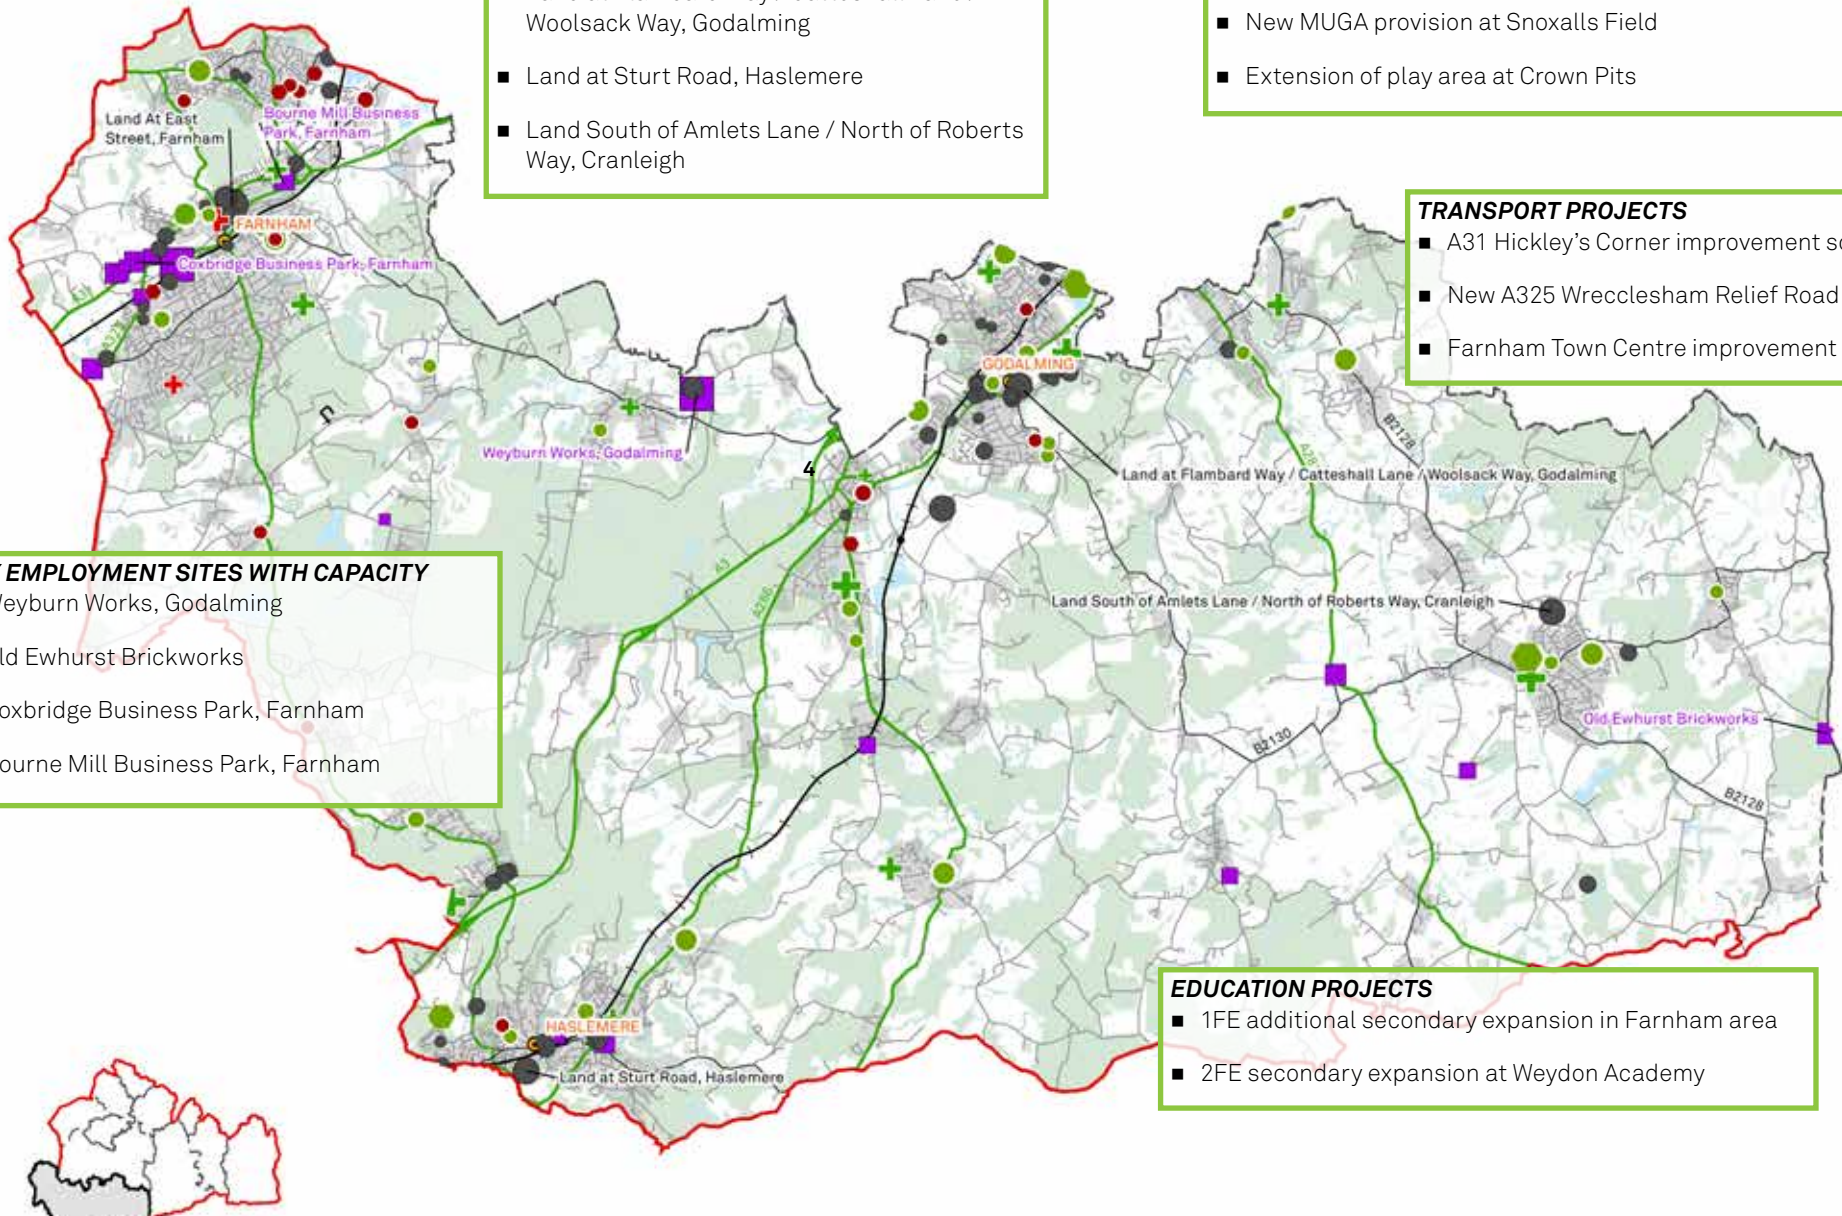 Woolsack Way, Godalming
■ Land at Sturt Road, Haslemere
■ Land South of Amlets Lane / North of Roberts
Way, Cranleigh
■ New MUGA provision at Snoxalls Field
■ Extension of play area at Crown Pits
TRANSPORT PROJECTS
■ A31 Hickley's Corner improvement
■ New A325 Wrecclesham Relief Road
■ Farnham Town Centre improvement
Land At East
Street, Farnham
Bourne Mill Business
Park, Farnham
FARNHAM
Coxbridge Business Park, Farnham
A31
A325
GODALMING
Weyburn Works, Godalming
4
B2128
A281
Land at Flambard Way / Catteshall Lane / Woolsack Way, Godalming
A3
A286
Land South of Amlets Lane / North of Roberts Way, Cranleigh
EMPLOYMENT SITES WITH CAPACITY
Weyburn Works, Godalming
Old Ewhurst Brickworks
Coxbridge Business Park, Farnham
Bourne Mill Business Park, Farnham
Old Ewhurst Brickworks
B2130
B2128
EDUCATION PROJECTS
■ 1FE additional secondary expansion in Farnham area
■ 2FE secondary expansion at Weydon Academy
HASLEMERE
Land at Sturt Road, Haslemere